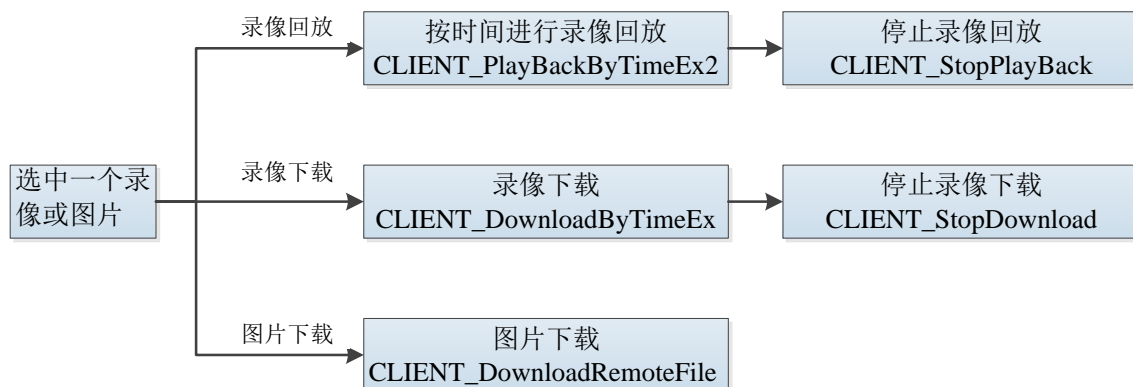 录像回放
按时间进行录像回放
CLIENT_PlayBackByTimeEx2
停止录像回放
CLIENT_StopPlayBack
选中一个录
像或图片
录像下载
录像下载
CLIENT_DownloadByTimeEx
停止录像下载
CLIENT_StopDownload
图片下载
图片下载
CLIENT_DownloadRemoteFile